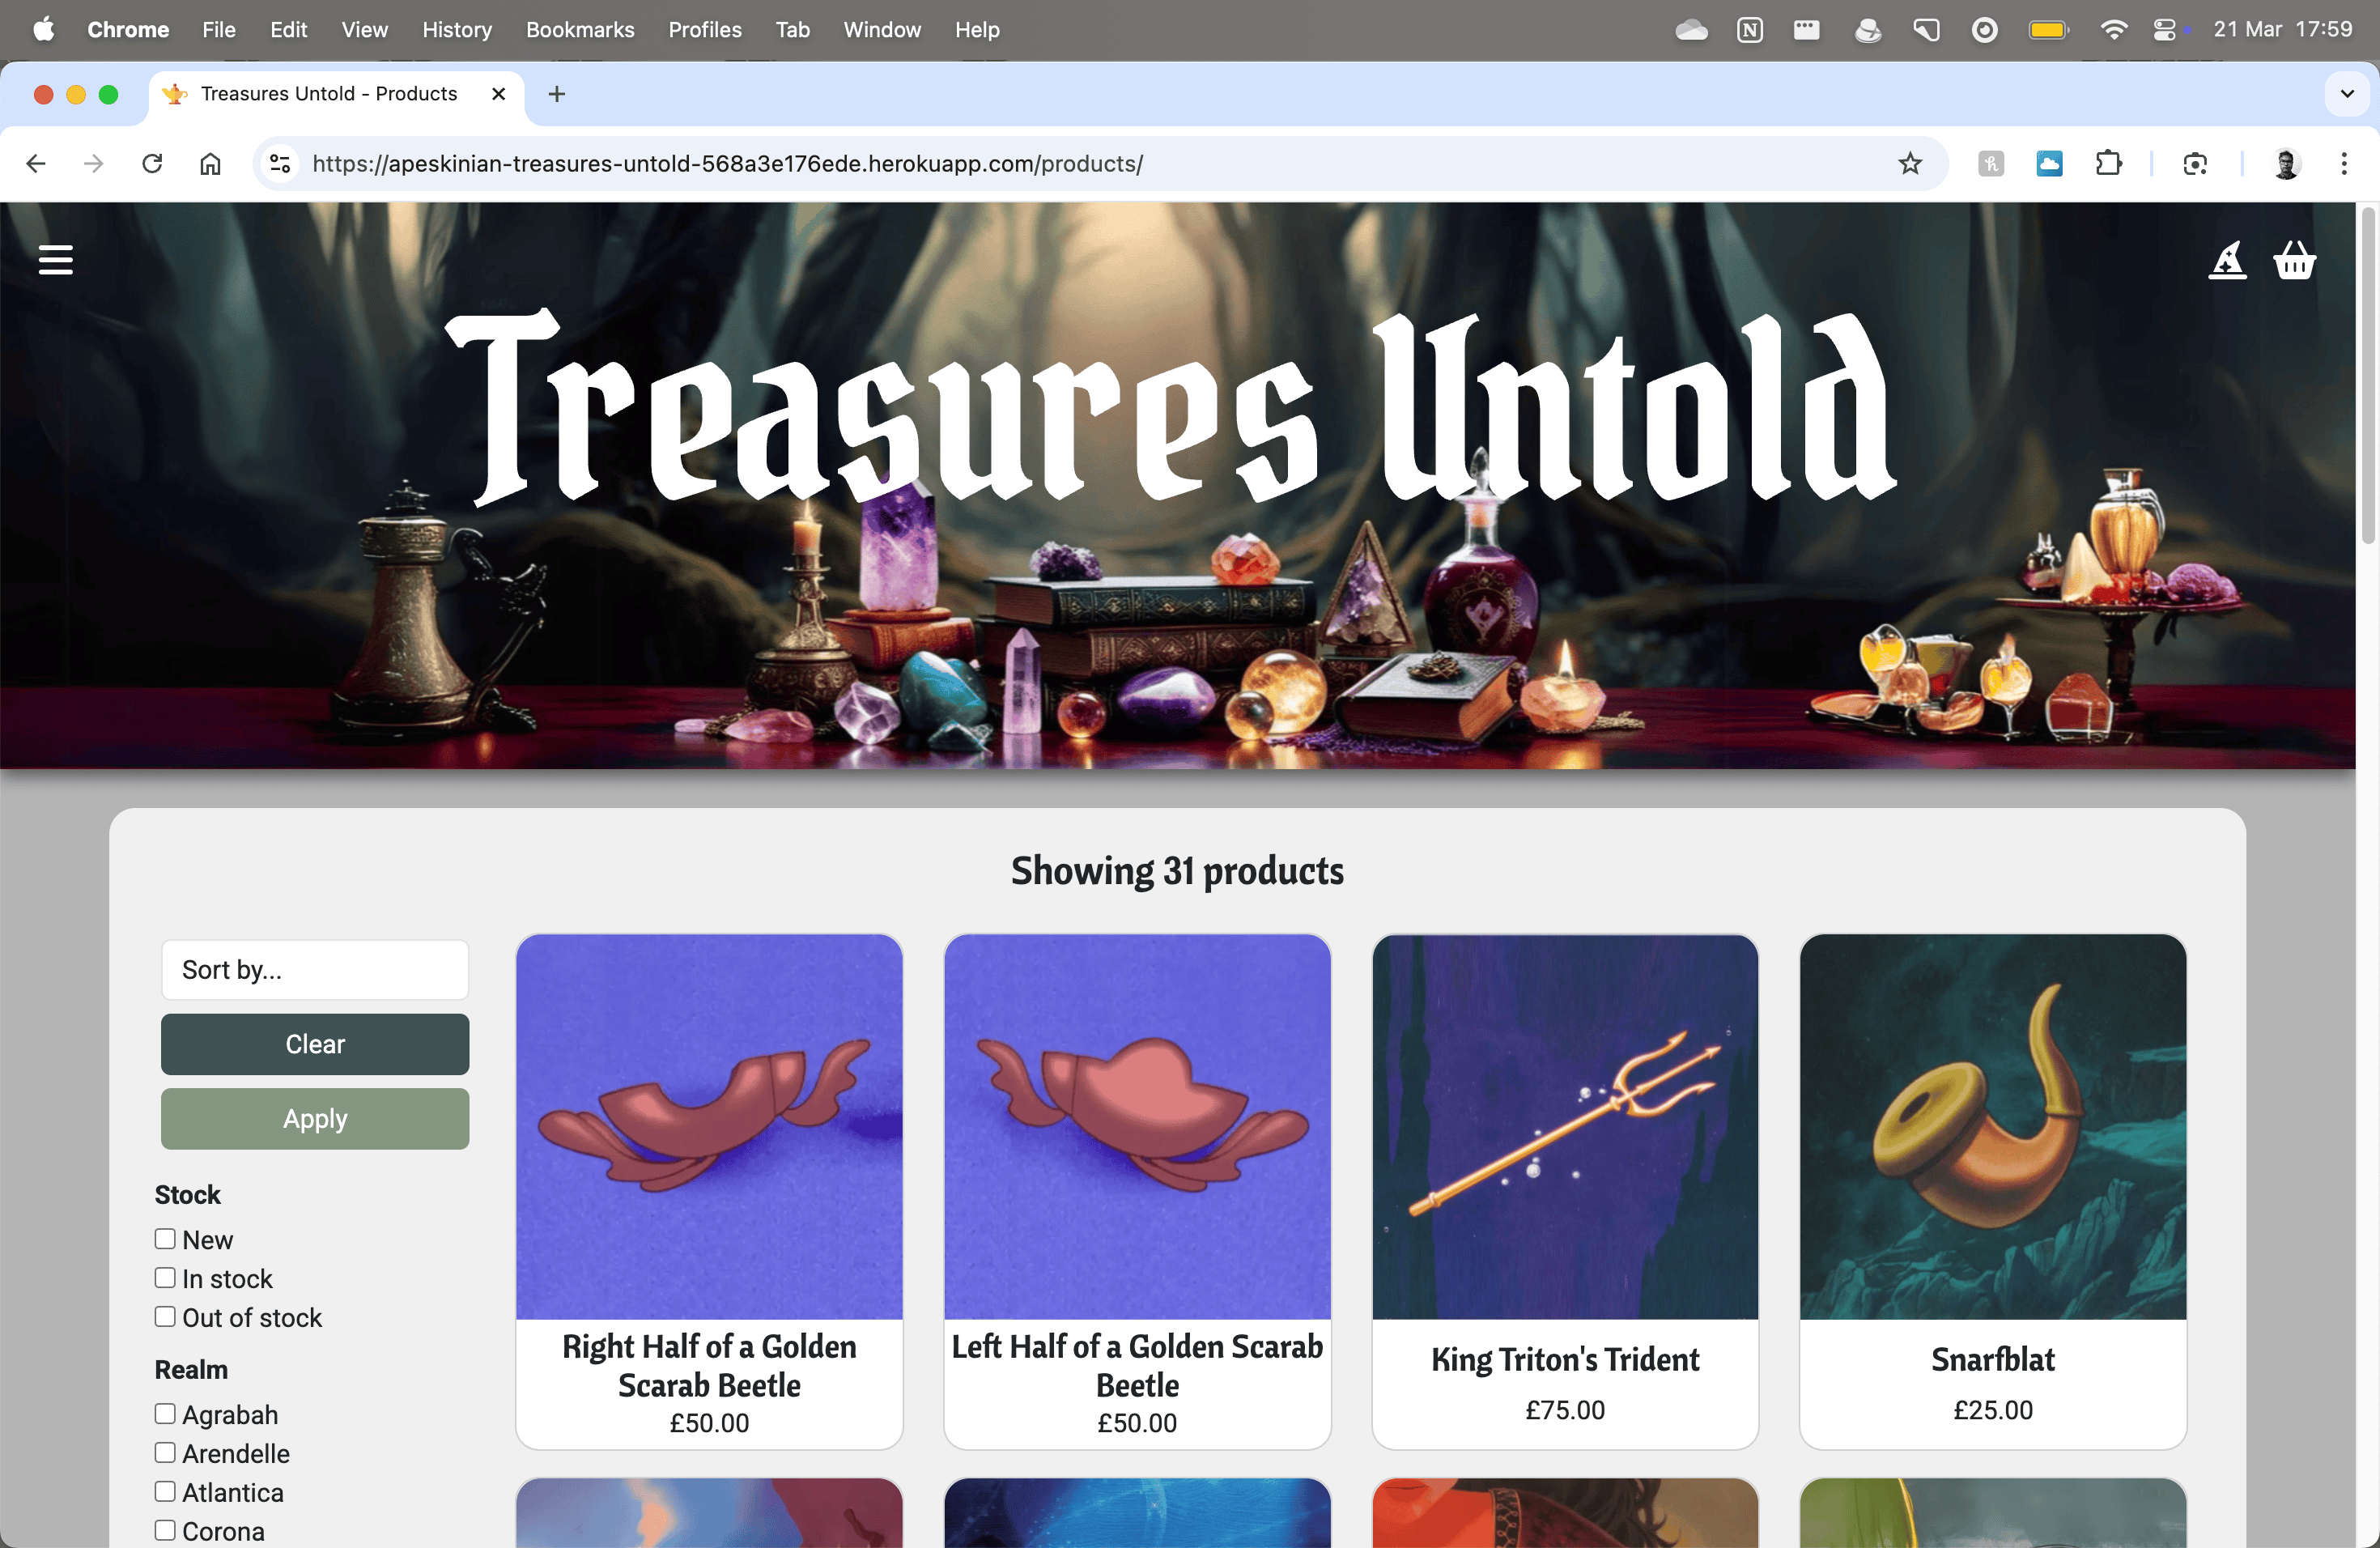 Chrome File Edit View History Bookmarks Profiles Tab Window Help 21 Mar 17:59
Treasures Untold - Products
https://apeskinian-treasures-untold-568a3e176ede.herokuapp.com/products/
Treasures Untold
Showing 31 products
Sort by...
Clear
Apply
Stock
New
In stock
Out of stock
Realm
Agrabah
Arendelle
Atlantica
Corona
Right Half of a Golden
Scarab Beetle
£50.00
Left Half of a Golden Scarab
Beetle
£50.00
King Triton's Trident
£75.00
Snarfblat
£25.00